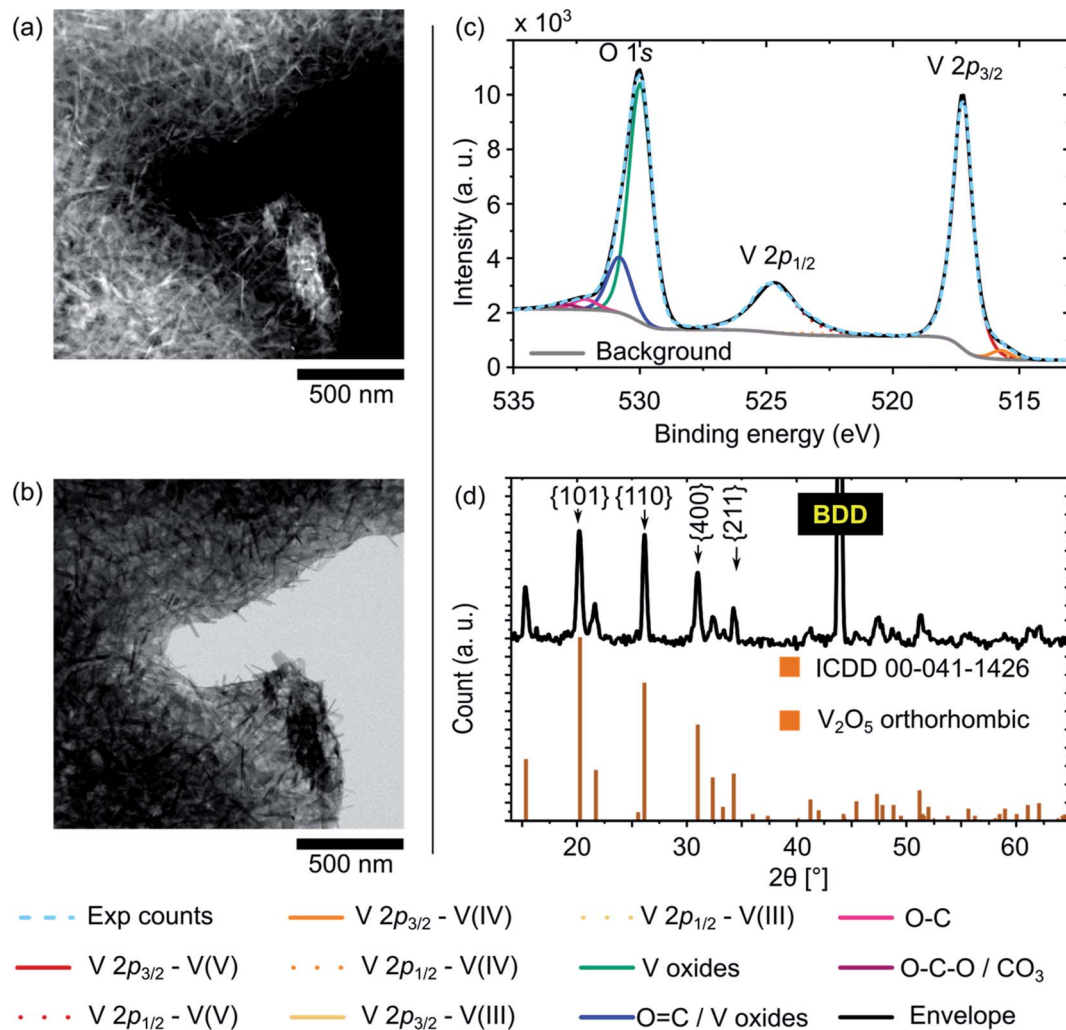 (a)
500 nm
(b)
500 nm
(c)
x 10³
O 1s
V 2p₃/₂
V 2p₁/₂
Intensity (a. u.)
10
8
6
4
2
0
Background
535 530 525 520 515
Binding energy (eV)
(d)
{101} {110} {400} {211}
BDD
Count (a. u.)
ICDD 00-041-1426
V₂O₅ orthorhombic
20 30 40 50 60
2θ [°]
Exp counts V 2p₃/₂ - V(IV) V 2p₁/₂ - V(III) O-C
V 2p₃/₂ - V(V) V 2p₁/₂ - V(IV) V oxides O-C-O / CO₃
V 2p₁/₂ - V(V) V 2p₃/₂ - V(III) O=C / V oxides Envelope